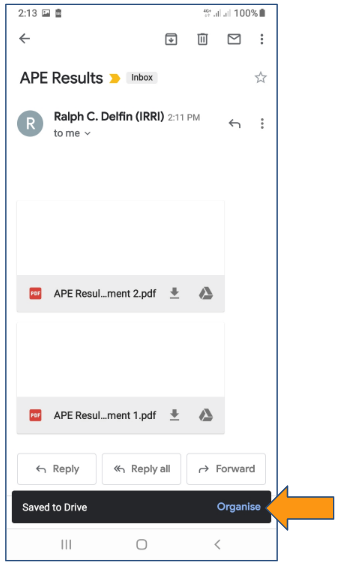 2:13 100%
APE Results Inbox
R Ralph C. Delfin (IRRI) 2:11 PM
to me
PDF APE Resul...ment 2.pdf
PDF APE Resul...ment 1.pdf
Reply Reply all Forward
Saved to Drive Organise